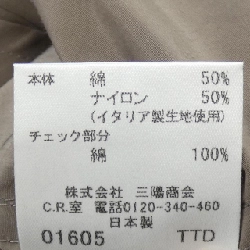 本体 綿 50%
ナイロン 50%
(イタリア製生地使用)
チェック部分
綿 100%
株式会社 三陽商会
C.R.室 電話0120-340-460
日本製
01605 TTD